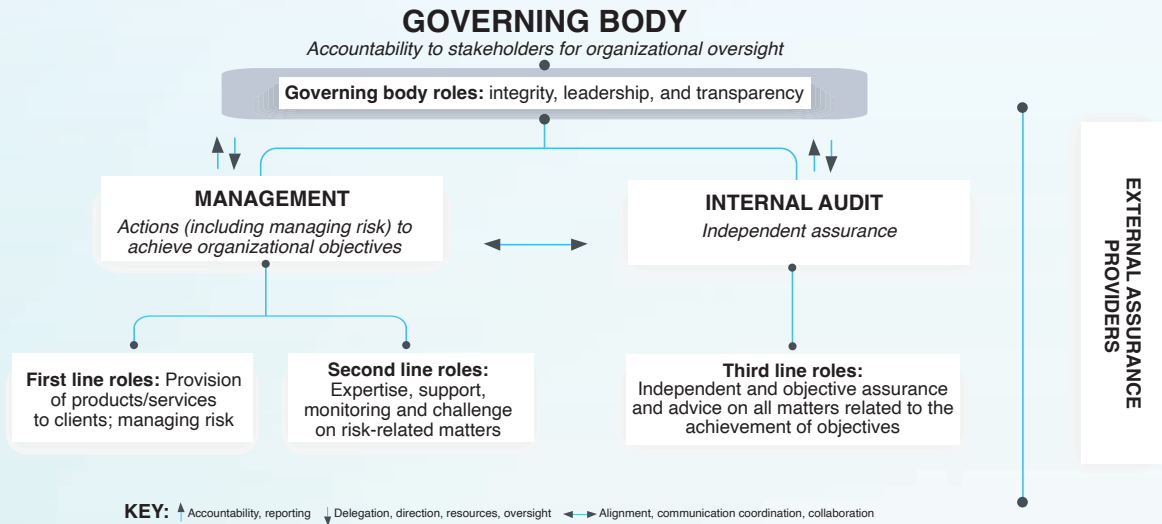 GOVERNING BODY
Accountability to stakeholders for organizational oversight
Governing body roles: integrity, leadership, and transparency
MANAGEMENT
Actions (including managing risk) to
achieve organizational objectives
INTERNAL AUDIT
Independent assurance
First line roles: Provision
of products/services
to clients; managing risk
Second line roles:
Expertise, support,
monitoring and challenge
on risk-related matters
Third line roles:
Independent and objective assurance
and advice on all matters related to the
achievement of objectives
EXTERNAL ASSURANCE
PROVIDERS
KEY: Accountability, reporting Delegation, direction, resources, oversight Alignment, communication coordination, collaboration